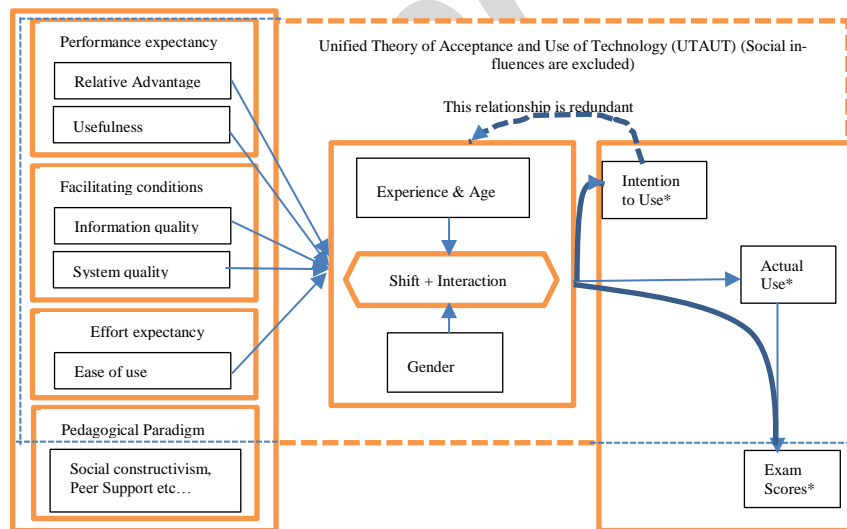 Performance expectancy
Relative Advantage
Usefulness
Facilitating conditions
Information quality
System quality
Effort expectancy
Ease of use
Pedagogical Paradigm
Social constructivism,
Peer Support etc…
Unified Theory of Acceptance and Use of Technology (UTAUT) (Social in-
fluences are excluded)
This relationship is redundant
Experience & Age
Shift + Interaction
Gender
Intention
to Use*
Actual
Use*
Exam
Scores*